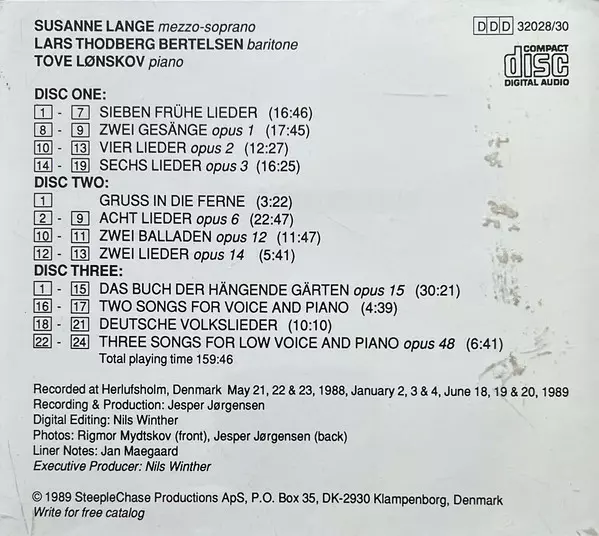 SUSANNE LANGE mezzo-soprano
LARS THODBERG BERTELSEN baritone
TOVE LØNSKOV piano
DDD 32028/30
COMPACT
disc
DIGITAL AUDIO
DISC ONE:
1 - 7 SIEBEN FRÜHE LIEDER (16:46)
8 - 9 ZWEI GESÄNGE opus 1 (17:45)
10 - 13 VIER LIEDER opus 2 (12:27)
14 - 19 SECHS LIEDER opus 3 (16:25)
DISC TWO:
1 GRUSS IN DIE FERNE (3:22)
2 - 9 ACHT LIEDER opus 6 (22:47)
10 - 11 ZWEI BALLADEN opus 12 (11:47)
12 - 13 ZWEI LIEDER opus 14 (5:41)
DISC THREE:
1 - 15 DAS BUCH DER HÄNGENDE GÄRTEN opus 15 (30:21)
16 - 17 TWO SONGS FOR VOICE AND PIANO (4:39)
18 - 21 DEUTSCHE VOLKSLIEDER (10:10)
22 - 24 THREE SONGS FOR LOW VOICE AND PIANO opus 48 (6:41)
Total playing time 159:46
Recorded at Herlufsholm, Denmark May 21, 22 & 23, 1988, January 2, 3 & 4, June 18, 19 & 20, 1989
Recording & Production: Jesper Jørgensen
Digital Editing: Nils Winther
Photos: Rigmor Mydtskov (front), Jesper Jørgensen (back)
Liner Notes: Jan Maegaard
Executive Producer: Nils Winther
© 1989 SteepleChase Productions ApS, P.O. Box 35, DK-2930 Klampenborg, Denmark
Write for free catalog